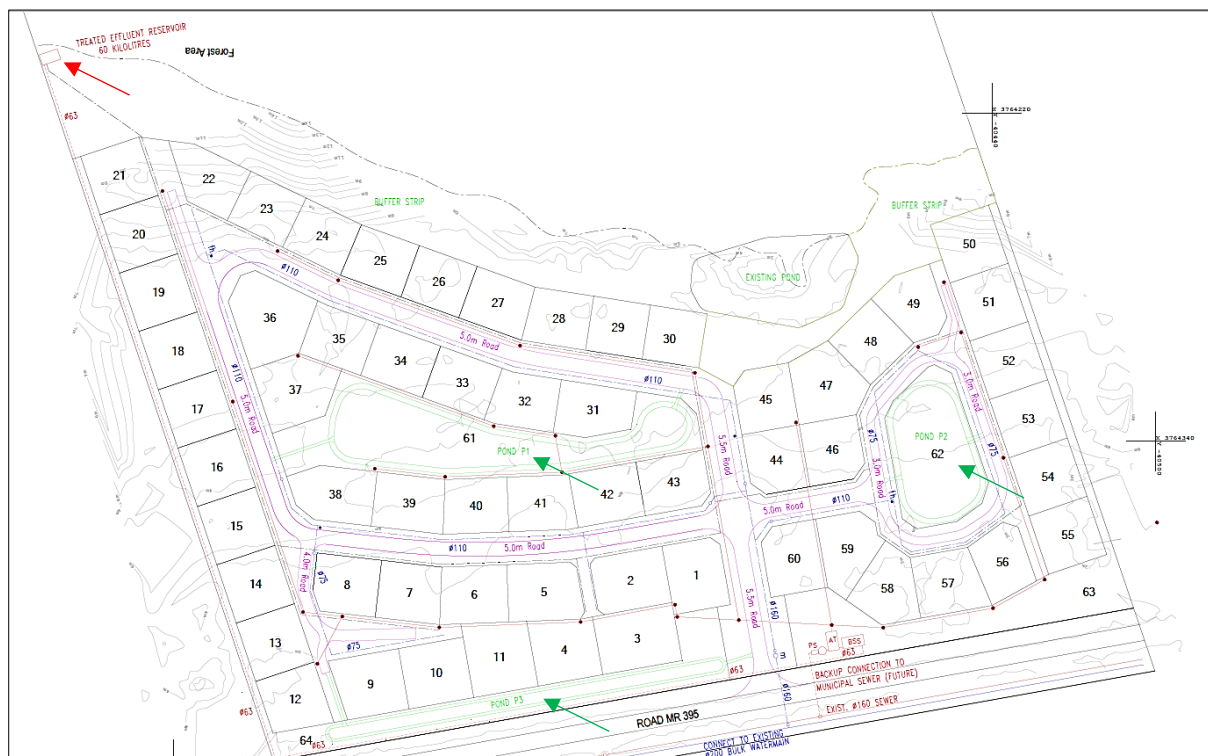 TREATED EFFLUENT RESERVOIR
60 KILOLITRES
Forest Area
Ø63
X 3764220
Y -60440
21
22
23
24
25
26
27
28
29
30
BUFFER STRIP
BUFFER STRIP
EXISTING POND
50
49
51
48
52
47
45
53
46
44
54
55
20
19
18
17
16
15
14
13
12
fh
Ø110
Ø110
5.0m Road
5.0m Road
Ø110
36
35
34
33
32
31
37
61
POND P1
38
39
40
41
42
43
5.5m Road
Ø110
5.0m Road
Ø110
5.0m Road
POND P2
62
Ø75
3.0m Road
3.0m Road
Ø75
fh
X 3764340
Y -60500
4.0m Road
Ø75
8
7
6
5
2
1
5.5m Road
Ø160
60
59
58
57
56
63
Ø75
9
10
11
4
3
m
PS
AT
BSS
Ø63
Ø63
Ø63
BACKUP CONNECTION TO
MUNICIPAL SEWER (FUTURE)
Ø160
EXIST. Ø160 SEWER
POND P3
ROAD MR 395
64
Ø63
CONNECT TO EXISTING
Ø200 BULK WATERMAIN